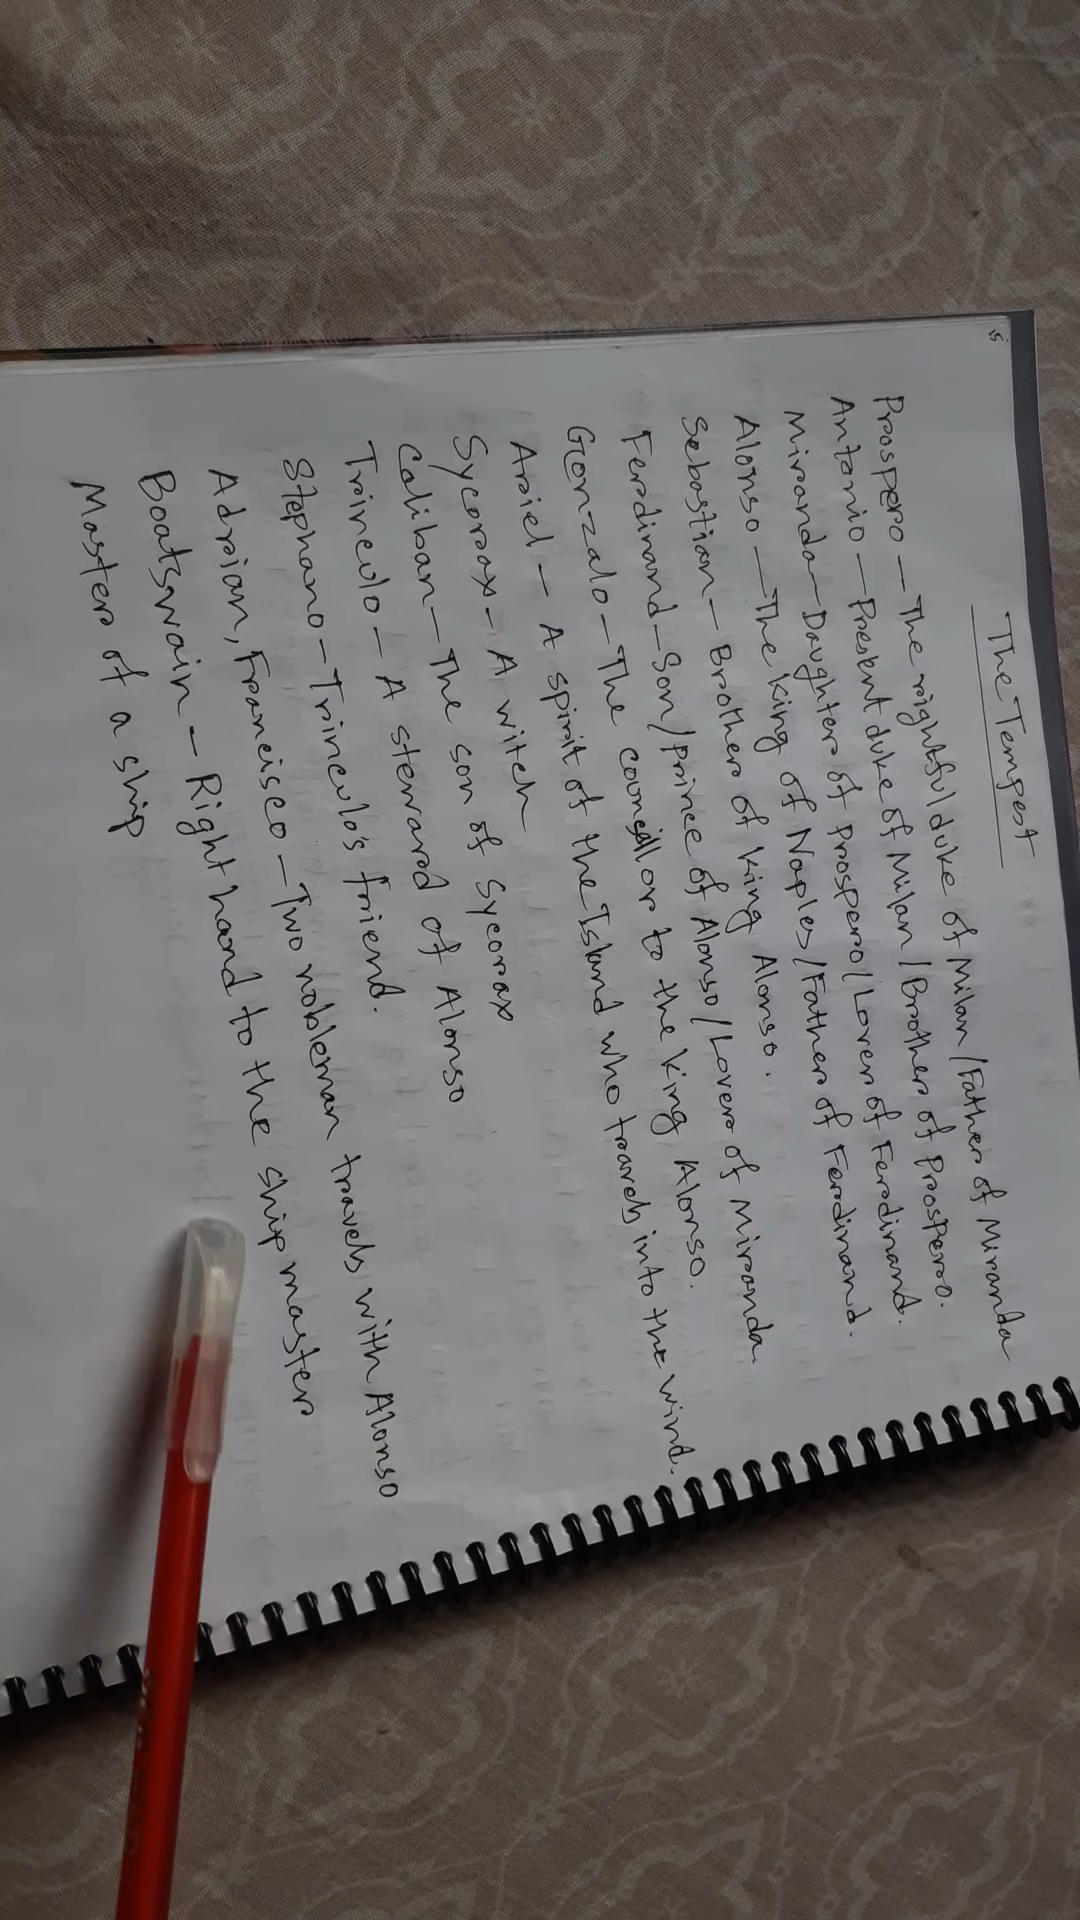 The Tempest
Prospero — The rightful duke of Milan / Father of Miranda
Antonio — Present duke of Milan / Brother of Prospero.
Miranda — Daughter of Prospero / Lover of Ferdinand.
Alonso — The king of Naples / Father of Ferdinand.
Sebastian — Brother of king Alonso.
Ferdinand — Son / Prince of Alonso / Lover of Miranda.
Gonzalo — The councillor to the king Alonso.
Ariel — A spirit of the Island who travels into the wind.
Sycorax - A witch
Caliban — The son of Sycorax
Trinculo - A steward of Alonso
Stephano — Trinculo's friend.
Adrian, Francisco — Two nobleman travels with Alonso
Boatswain — Right hand to the ship master
Master of a ship